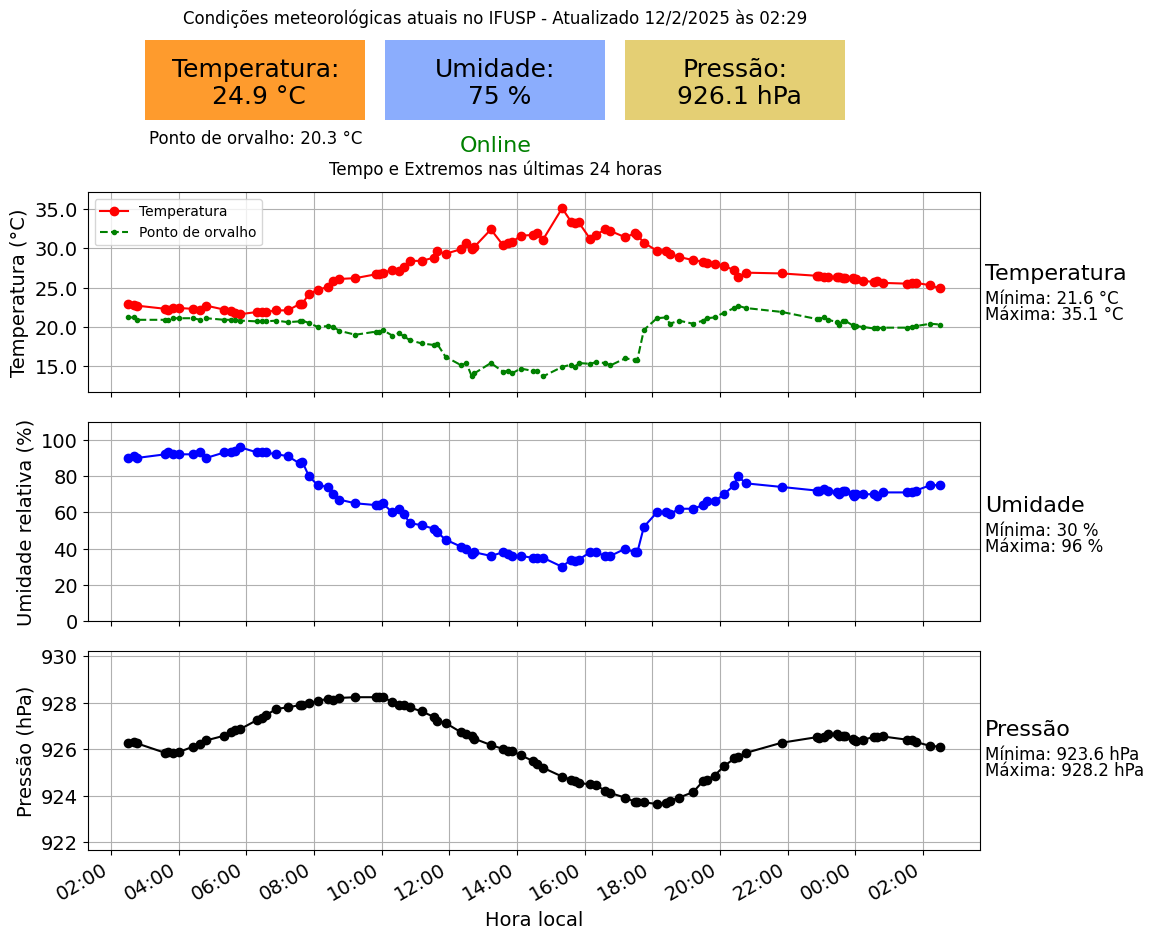 Condições meteorológicas atuais no IFUSP - Atualizado 12/2/2025 às 02:29
Temperatura:
24.9 °C
Umidade:
75 %
Pressão:
926.1 hPa
Ponto de orvalho: 20.3 °C
Online
Tempo e Extremos nas últimas 24 horas
Temperatura (°C)
35.0
30.0
25.0
20.0
15.0
Temperatura
Ponto de orvalho
Temperatura
Mínima: 21.6 °C
Máxima: 35.1 °C
Umidade relativa (%)
100
80
60
40
20
0
Umidade
Mínima: 30 %
Máxima: 96 %
Pressão (hPa)
930
928
926
924
922
Pressão
Mínima: 923.6 hPa
Máxima: 928.2 hPa
02:00 04:00 06:00 08:00 10:00 12:00 14:00 16:00 18:00 20:00 22:00 00:00 02:00
Hora local